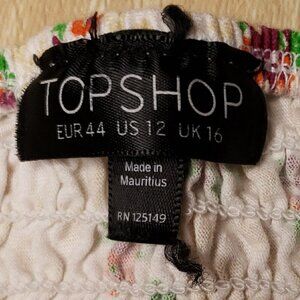 TOPSHOP
EUR 44 US 12 UK 16
Made in
Mauritius
RN 125149